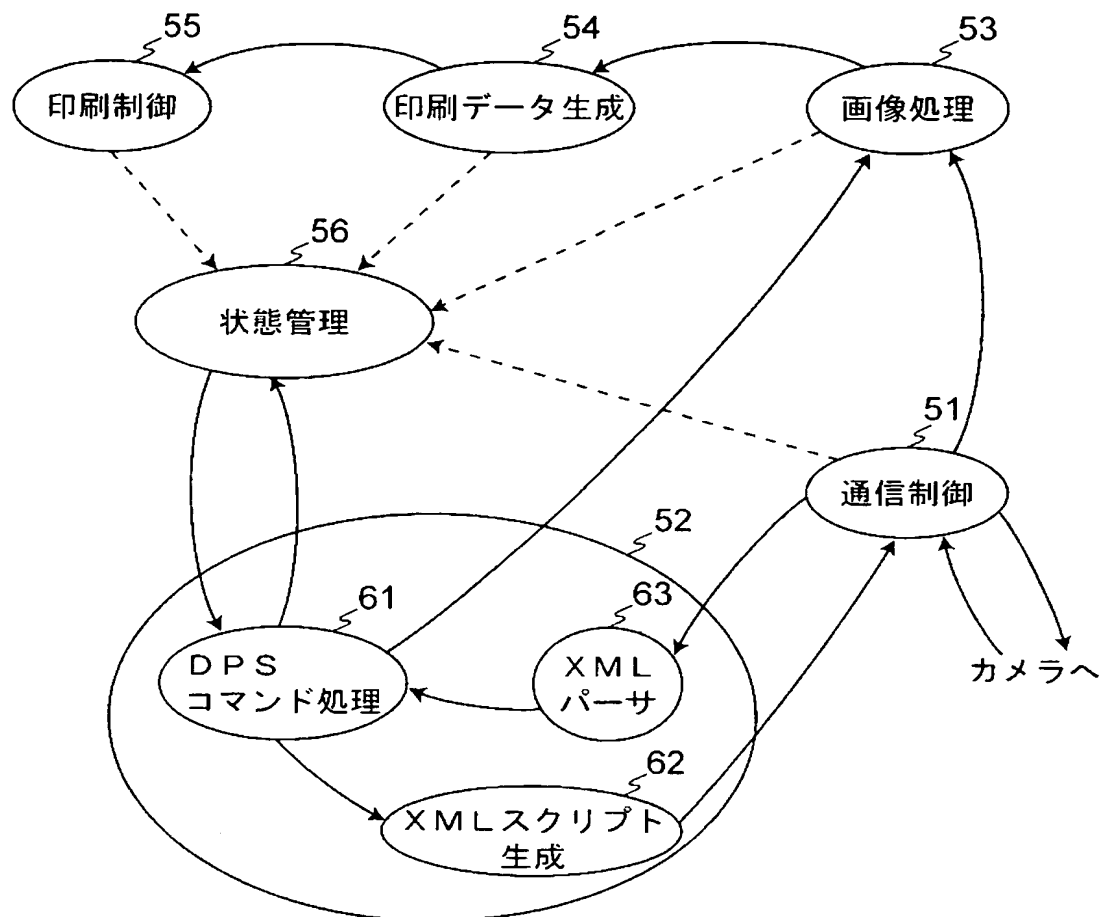 55
54
53
印刷制御
印刷データ生成
画像処理
56
状態管理
51
通信制御
52
61
63
DPS
コマンド処理
XML
パーサ
カメラへ
62
XMLスクリプト
生成